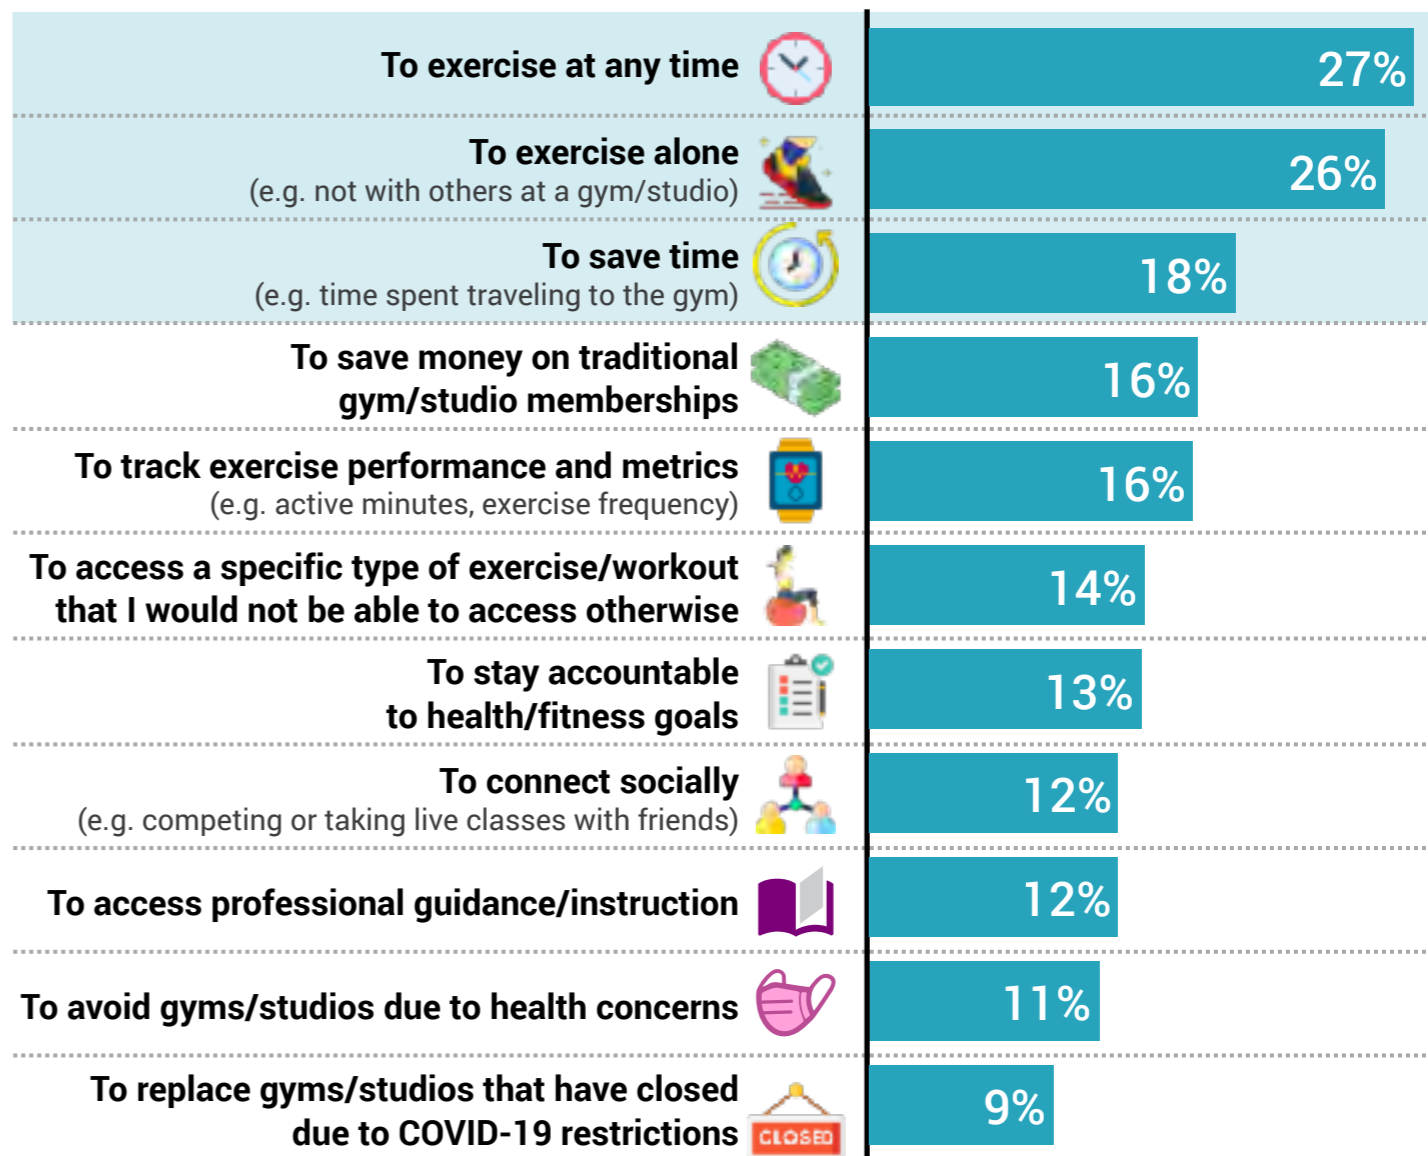 To exercise at any time
27%
To exercise alone
(e.g. not with others at a gym/studio)
26%
To save time
(e.g. time spent traveling to the gym)
18%
To save money on traditional
gym/studio memberships
16%
To track exercise performance and metrics
(e.g. active minutes, exercise frequency)
16%
To access a specific type of exercise/workout
that I would not be able to access otherwise
14%
To stay accountable
to health/fitness goals
13%
To connect socially
(e.g. competing or taking live classes with friends)
12%
To access professional guidance/instruction
12%
To avoid gyms/studios due to health concerns
11%
To replace gyms/studios that have closed
due to COVID-19 restrictions
CLOSED
9%